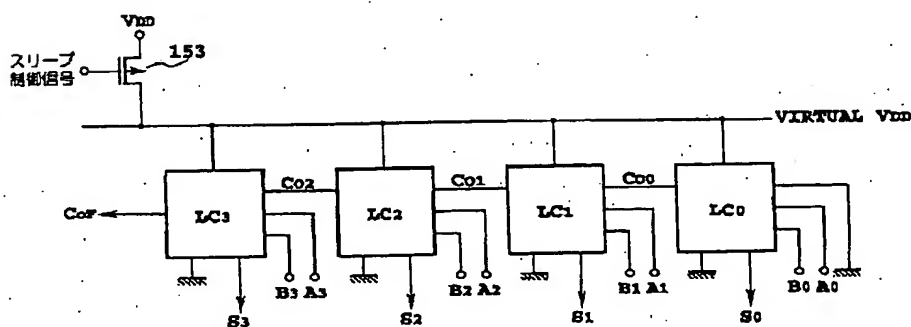 VDD
スリープ
制御信号
153
VIRTUAL VDD
LC3
LC2
LC1
LC0
CO2
CO1
CO0
COF
B3 A3
B2 A2
B1 A1
B0 A0
S3
S2
S1
S0